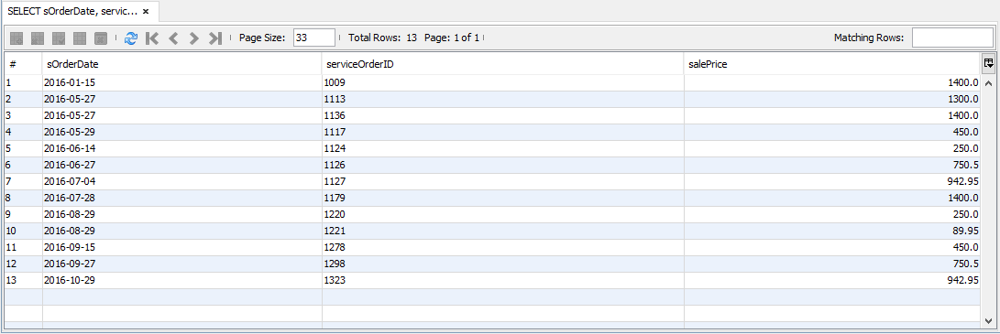 SELECT sOrderDate, servic... ×
Page Size: 33 Total Rows: 13 Page: 1 of 1 Matching Rows:
# sOrderDate serviceOrderID salePrice
1 2016-01-15 1009 1400.0
2 2016-05-27 1113 1300.0
3 2016-05-27 1136 1400.0
4 2016-05-29 1117 450.0
5 2016-06-14 1124 250.0
6 2016-06-27 1126 750.5
7 2016-07-04 1127 942.95
8 2016-07-28 1179 1400.0
9 2016-08-29 1220 250.0
10 2016-08-29 1221 89.95
11 2016-09-15 1278 450.0
12 2016-09-27 1298 750.5
13 2016-10-29 1323 942.95